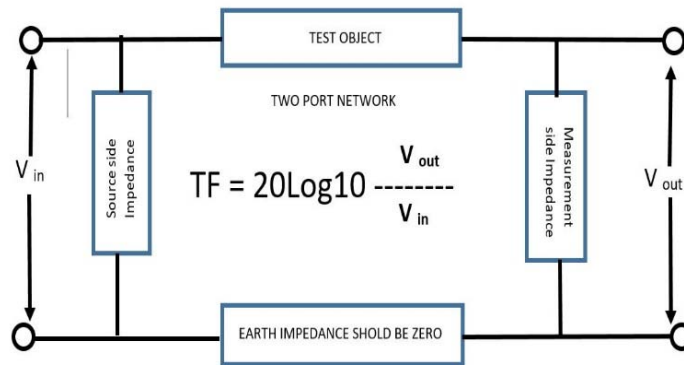 TEST OBJECT
TWO PORT NETWORK
V in
Source side
Impedance
TF = 20Log10 V out
--------
V in
Measurement
side Impedance
V out
EARTH IMPEDANCE SHOLD BE ZERO